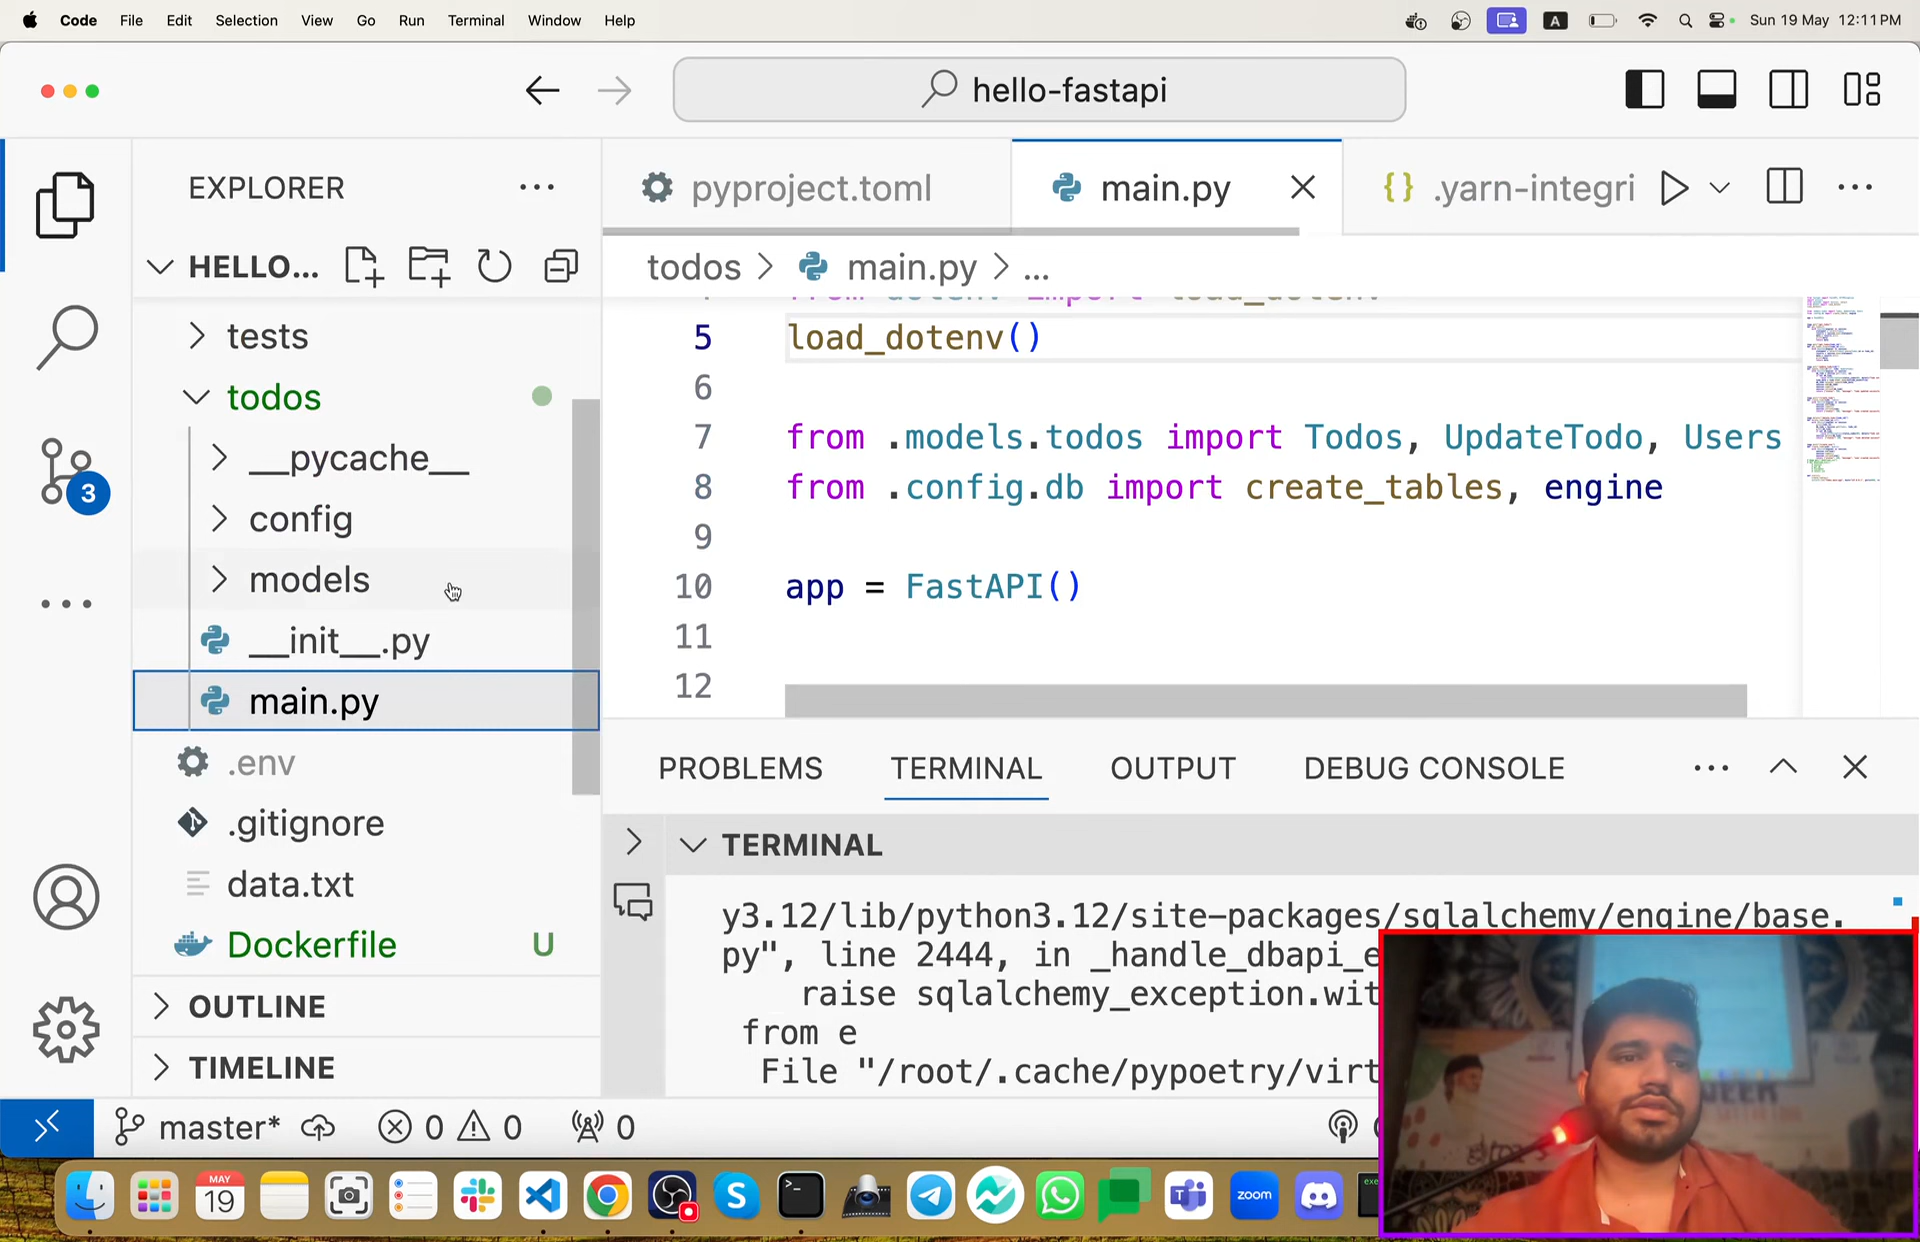 Code File Edit Selection View Go Run Terminal Window Help
A
Sun 19 May 12:11 PM
hello-fastapi
EXPLORER
pyproject.toml
main.py
{} .yarn-integri
HELLO...
todos > main.py > ...
tests
todos
__pycache__
config
models
__init__.py
main.py
.env
.gitignore
data.txt
Dockerfile U
OUTLINE
TIMELINE
3
5 load_dotenv()
6
7 from .models.todos import Todos, UpdateTodo, Users
8 from .config.db import create_tables, engine
9
10 app = FastAPI()
11
12
PROBLEMS TERMINAL OUTPUT DEBUG CONSOLE
TERMINAL
y3.12/lib/python3.12/site-packages/sqlalchemy/engine/base.
py", line 2444, in _handle_dbapi_e
raise sqlalchemy_exception.wit
from e
File "/root/.cache/pypoetry/virt
master* 0 0 0
MAY
19
S
zoom